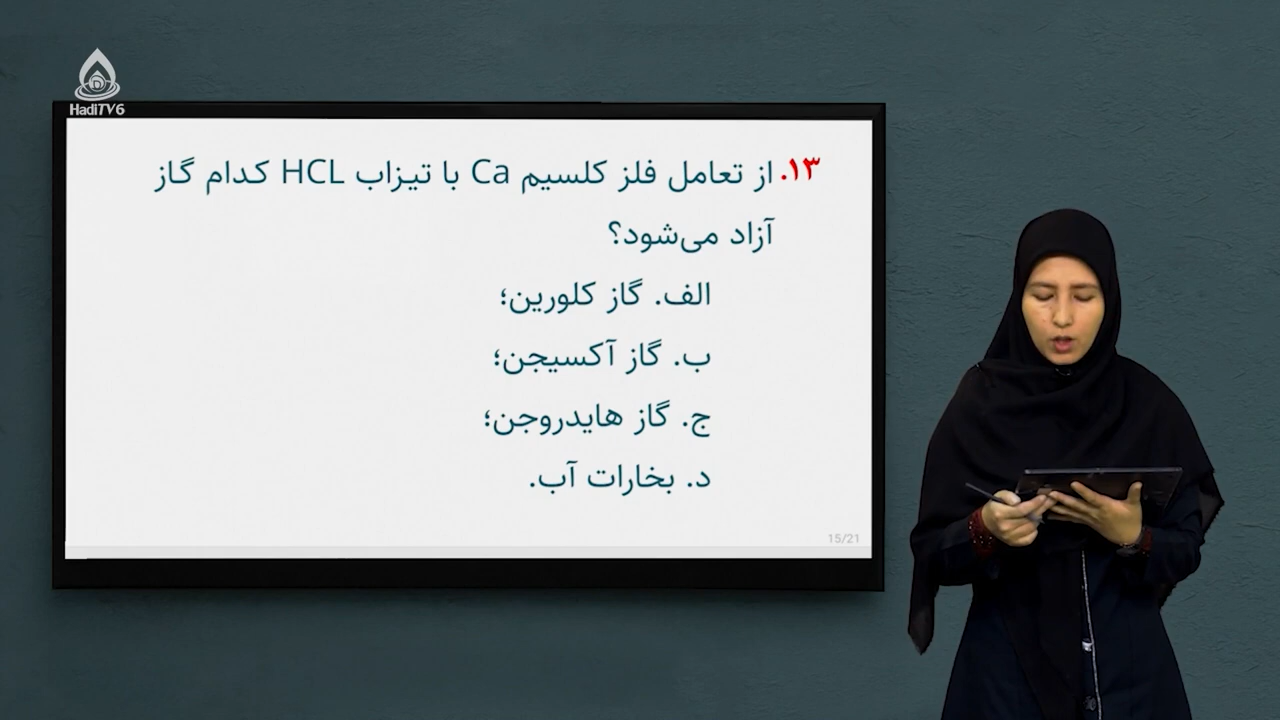 HadiTV6
۱۳. از تعامل فلز کلسیم Ca با تیزاب HCL کدام گاز
آزاد می‌شود؟
الف. گاز کلورین؛
ب. گاز آکسیجن؛
ج. گاز هایدروجن؛
د. بخارات آب.
15/21